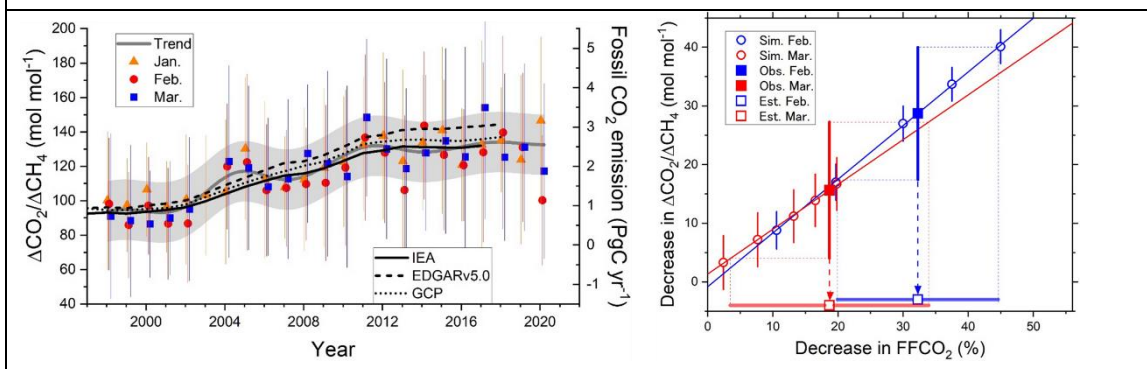 200
180
160
140
120
100
80
60
40
ΔCO₂/ΔCH₄ (mol mol⁻¹)
Trend
Jan.
Feb.
Mar.
IEA
EDGARv5.0
GCP
5
4
3
2
1
0
-1
Fossil CO₂ emission (PgC yr⁻¹)
2000
2004
2008
2012
2016
2020
Year
40
30
20
10
0
Decrease in ΔCO₂/ΔCH₄ (mol mol⁻¹)
Sim. Feb.
Sim. Mar.
Obs. Feb.
Obs. Mar.
Est. Feb.
Est. Mar.
0
10
20
30
40
50
Decrease in FFCO₂ (%)